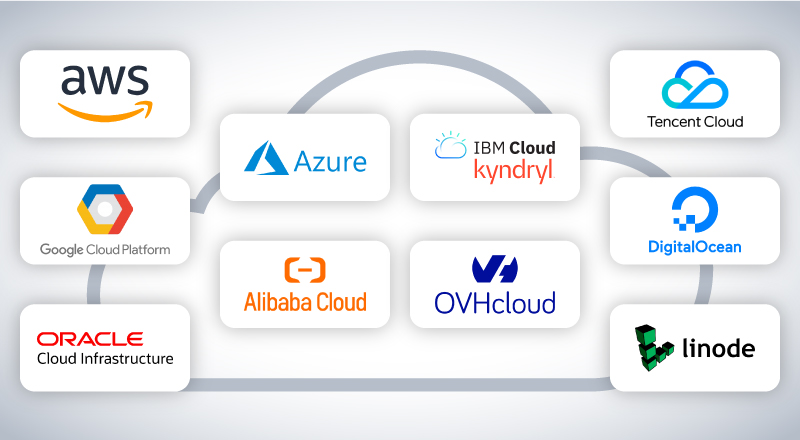 aws
Tencent Cloud
Azure
IBM Cloud
kyndryl
Google Cloud Platform
DigitalOcean
Alibaba Cloud
OVHcloud
ORACLE
Cloud Infrastructure
linode